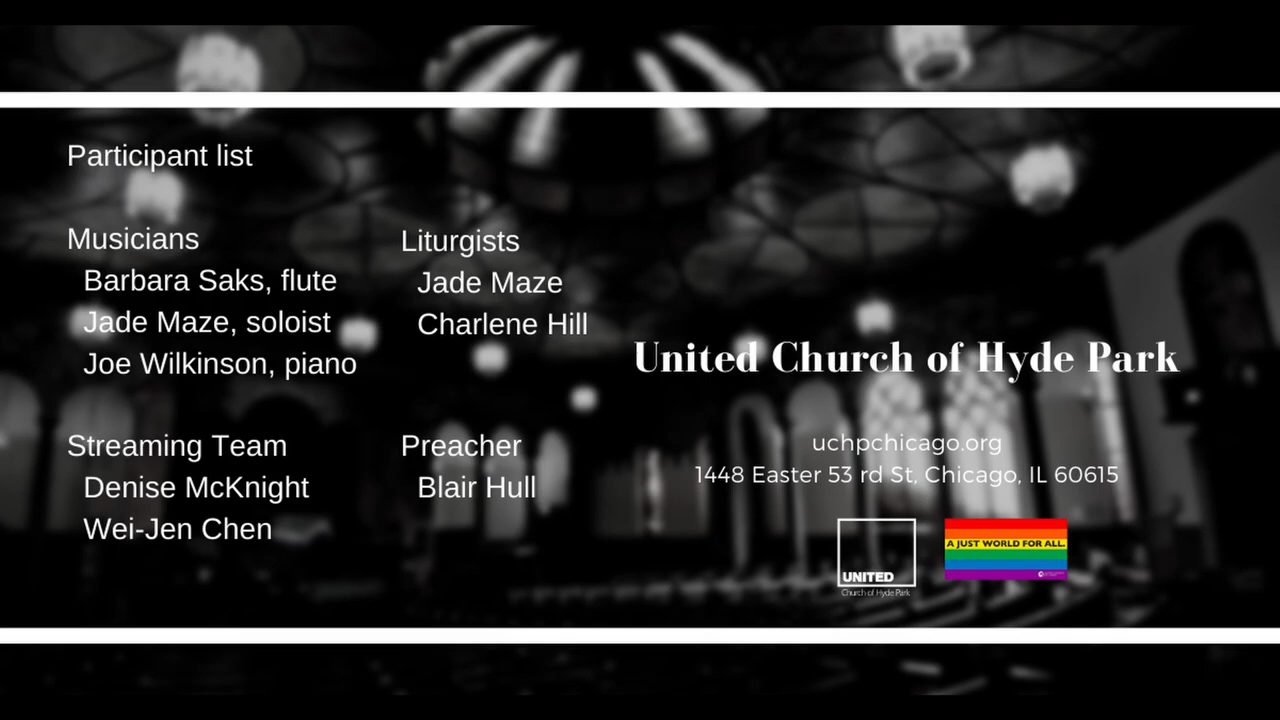 Participant list
Musicians
Barbara Saks, flute
Jade Maze, soloist
Joe Wilkinson, piano
Streaming Team
Denise McKnight
Wei-Jen Chen
Liturgists
Jade Maze
Charlene Hill
Preacher
Blair Hull
United Church of Hyde Park
uchpchicago.org
1448 Easter 53 rd St, Chicago, IL 60615
UNITED
Church of Hyde Park
A JUST WORLD FOR ALL.